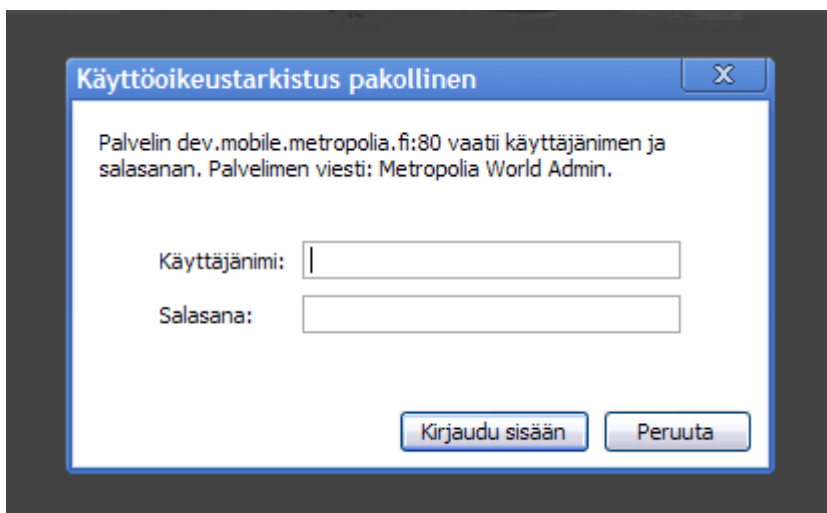 Käyttöoikeustarkistus pakollinen
Palvelin dev.mobile.metropolia.fi:80 vaatii käyttäjänimen ja
salasanan. Palvelimen viesti: Metropolia World Admin.
Käyttäjänimi:
Salasana:
Kirjaudu sisään Peruuta